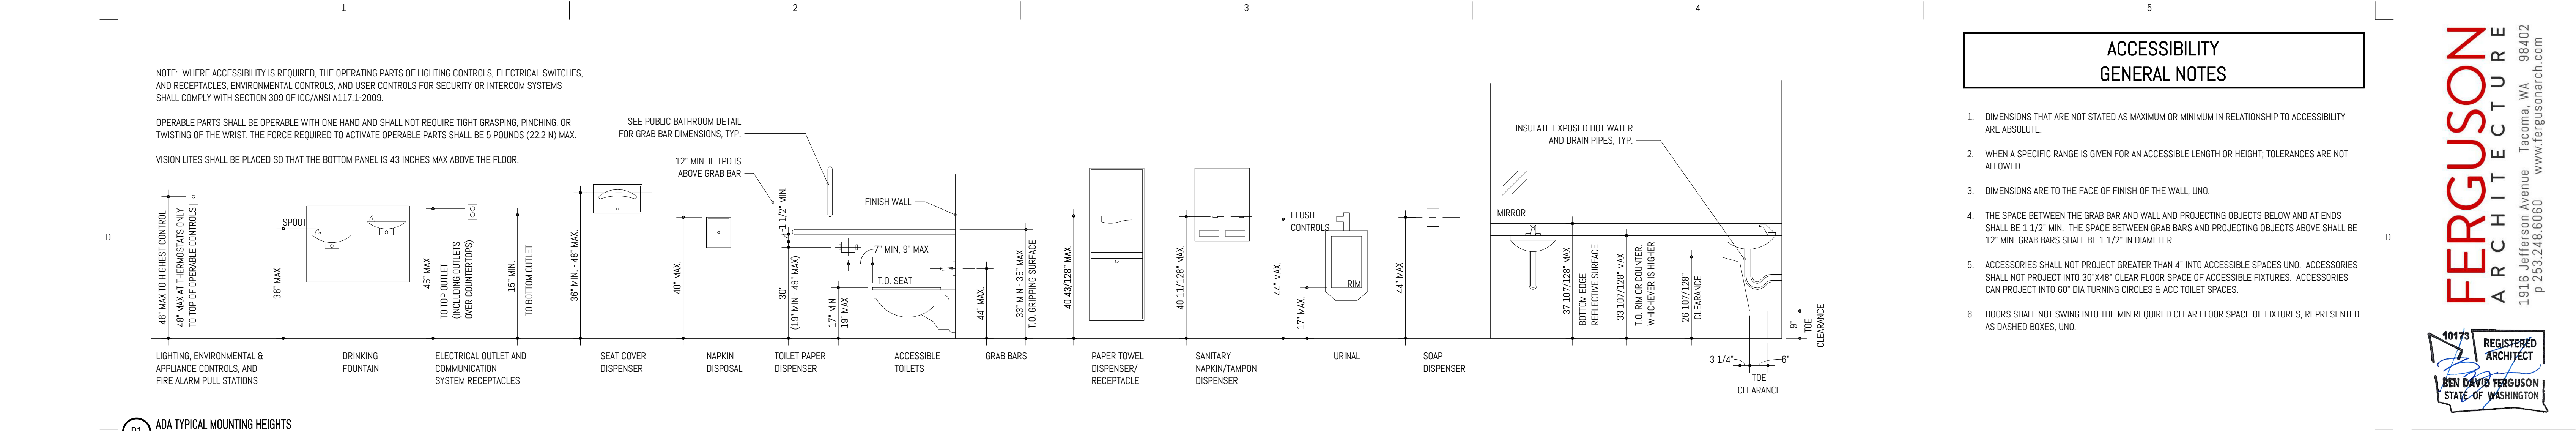 1
2
3
4
5
NOTE: WHERE ACCESSIBILITY IS REQUIRED, THE OPERATING PARTS OF LIGHTING CONTROLS, ELECTRICAL SWITCHES,
AND RECEPTACLES, ENVIRONMENTAL CONTROLS, AND USER CONTROLS FOR SECURITY OR INTERCOM SYSTEMS
SHALL COMPLY WITH SECTION 309 OF ICC/ANSI A117.1-2009.
OPERABLE PARTS SHALL BE OPERABLE WITH ONE HAND AND SHALL NOT REQUIRE TIGHT GRASPING, PINCHING, OR
TWISTING OF THE WRIST. THE FORCE REQUIRED TO ACTIVATE OPERABLE PARTS SHALL BE 5 POUNDS (22.2 N) MAX.
VISION LITES SHALL BE PLACED SO THAT THE BOTTOM PANEL IS 43 INCHES MAX ABOVE THE FLOOR.
D
46" MAX TO HIGHEST CONTROL
48" MAX AT THERMOSTATS ONLY
TO TOP OF OPERABLE CONTROLS
LIGHTING, ENVIRONMENTAL &
APPLIANCE CONTROLS, AND
FIRE ALARM PULL STATIONS
SPOUT
36" MAX
DRINKING
FOUNTAIN
46" MAX
TO TOP OUTLET
(INCLUDING OUTLETS
OVER COUNTERTOPS)
15" MIN.
TO BOTTOM OUTLET
ELECTRICAL OUTLET AND
COMMUNICATION
SYSTEM RECEPTACLES
36" MIN. - 48" MAX.
SEAT COVER
DISPENSER
SEE PUBLIC BATHROOM DETAIL
FOR GRAB BAR DIMENSIONS, TYP.
12" MIN. IF TPD IS
ABOVE GRAB BAR
40" MAX.
NAPKIN
DISPOSAL
1 1/2" MIN.
30"
(19" MIN - 48" MAX)
TOILET PAPER
DISPENSER
FINISH WALL
7" MIN, 9" MAX
T.O. SEAT
17" MIN
19" MAX
ACCESSIBLE
TOILETS
44" MAX.
33" MIN - 36" MAX
T.O. GRIPPING SURFACE
GRAB BARS
40 43/128" MAX.
PAPER TOWEL
DISPENSER/
RECEPTACLE
40 11/128" MAX.
SANITARY
NAPKIN/TAMPON
DISPENSER
FLUSH
CONTROLS
44" MAX.
17" MAX.
RIM
URINAL
44" MAX
SOAP
DISPENSER
INSULATE EXPOSED HOT WATER
AND DRAIN PIPES, TYP.
MIRROR
37 107/128" MAX
BOTTOM EDGE
REFLECTIVE SURFACE
33 107/128" MAX
T.O. RIM OR COUNTER,
WHICHEVER IS HIGHER
26 107/128"
CLEARANCE
9"
TOE
CLEARANCE
3 1/4"
6"
TOE
CLEARANCE
D1
ADA TYPICAL MOUNTING HEIGHTS
ACCESSIBILITY
GENERAL NOTES
1. DIMENSIONS THAT ARE NOT STATED AS MAXIMUM OR MINIMUM IN RELATIONSHIP TO ACCESSIBILITY
ARE ABSOLUTE.
2. WHEN A SPECIFIC RANGE IS GIVEN FOR AN ACCESSIBLE LENGTH OR HEIGHT; TOLERANCES ARE NOT
ALLOWED.
3. DIMENSIONS ARE TO THE FACE OF FINISH OF THE WALL, UNO.
4. THE SPACE BETWEEN THE GRAB BAR AND WALL AND PROJECTING OBJECTS BELOW AND AT ENDS
SHALL BE 1 1/2" MIN. THE SPACE BETWEEN GRAB BARS AND PROJECTING OBJECTS ABOVE SHALL BE
12" MIN. GRAB BARS SHALL BE 1 1/2" IN DIAMETER.
5. ACCESSORIES SHALL NOT PROJECT GREATER THAN 4" INTO ACCESSIBLE SPACES UNO. ACCESSORIES
SHALL NOT PROJECT INTO 30"X48" CLEAR FLOOR SPACE OF ACCESSIBLE FIXTURES. ACCESSORIES
CAN PROJECT INTO 60" DIA TURNING CIRCLES & ACC TOILET SPACES.
6. DOORS SHALL NOT SWING INTO THE MIN REQUIRED CLEAR FLOOR SPACE OF FIXTURES, REPRESENTED
AS DASHED BOXES, UNO.
D
FERGUSON
ARCHITECTURE
1916 Jefferson Avenue Tacoma, WA 98402
p 253.248.6060 www.fergusonarch.com
10173
REGISTERED
ARCHITECT
BEN DAVID FERGUSON
STATE OF WASHINGTON